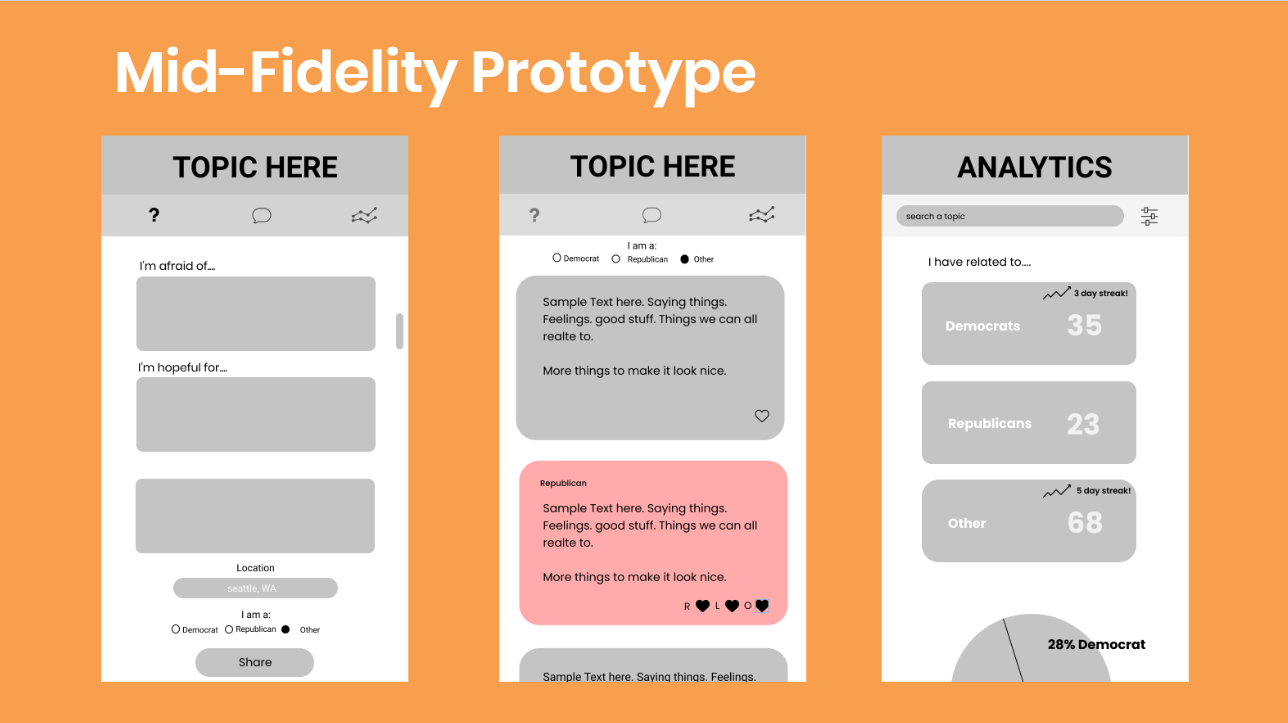 Mid-Fidelity Prototype
TOPIC HERE
?
I'm afraid of....
I'm hopeful for....
Location
seattle, WA
I am a:
Democrat Republican Other
Share
TOPIC HERE
?
I am a:
Democrat Republican Other
Sample Text here. Saying things.
Feelings. good stuff. Things we can all
realte to.
More things to make it look nice.
Republican
Sample Text here. Saying things.
Feelings. good stuff. Things we can all
realte to.
More things to make it look nice.
R L O
Sample Text here. Saying things. Feelings.
ANALYTICS
search a topic
I have related to....
3 day streak!
Democrats 35
Republicans 23
5 day streak!
Other 68
28% Democrat